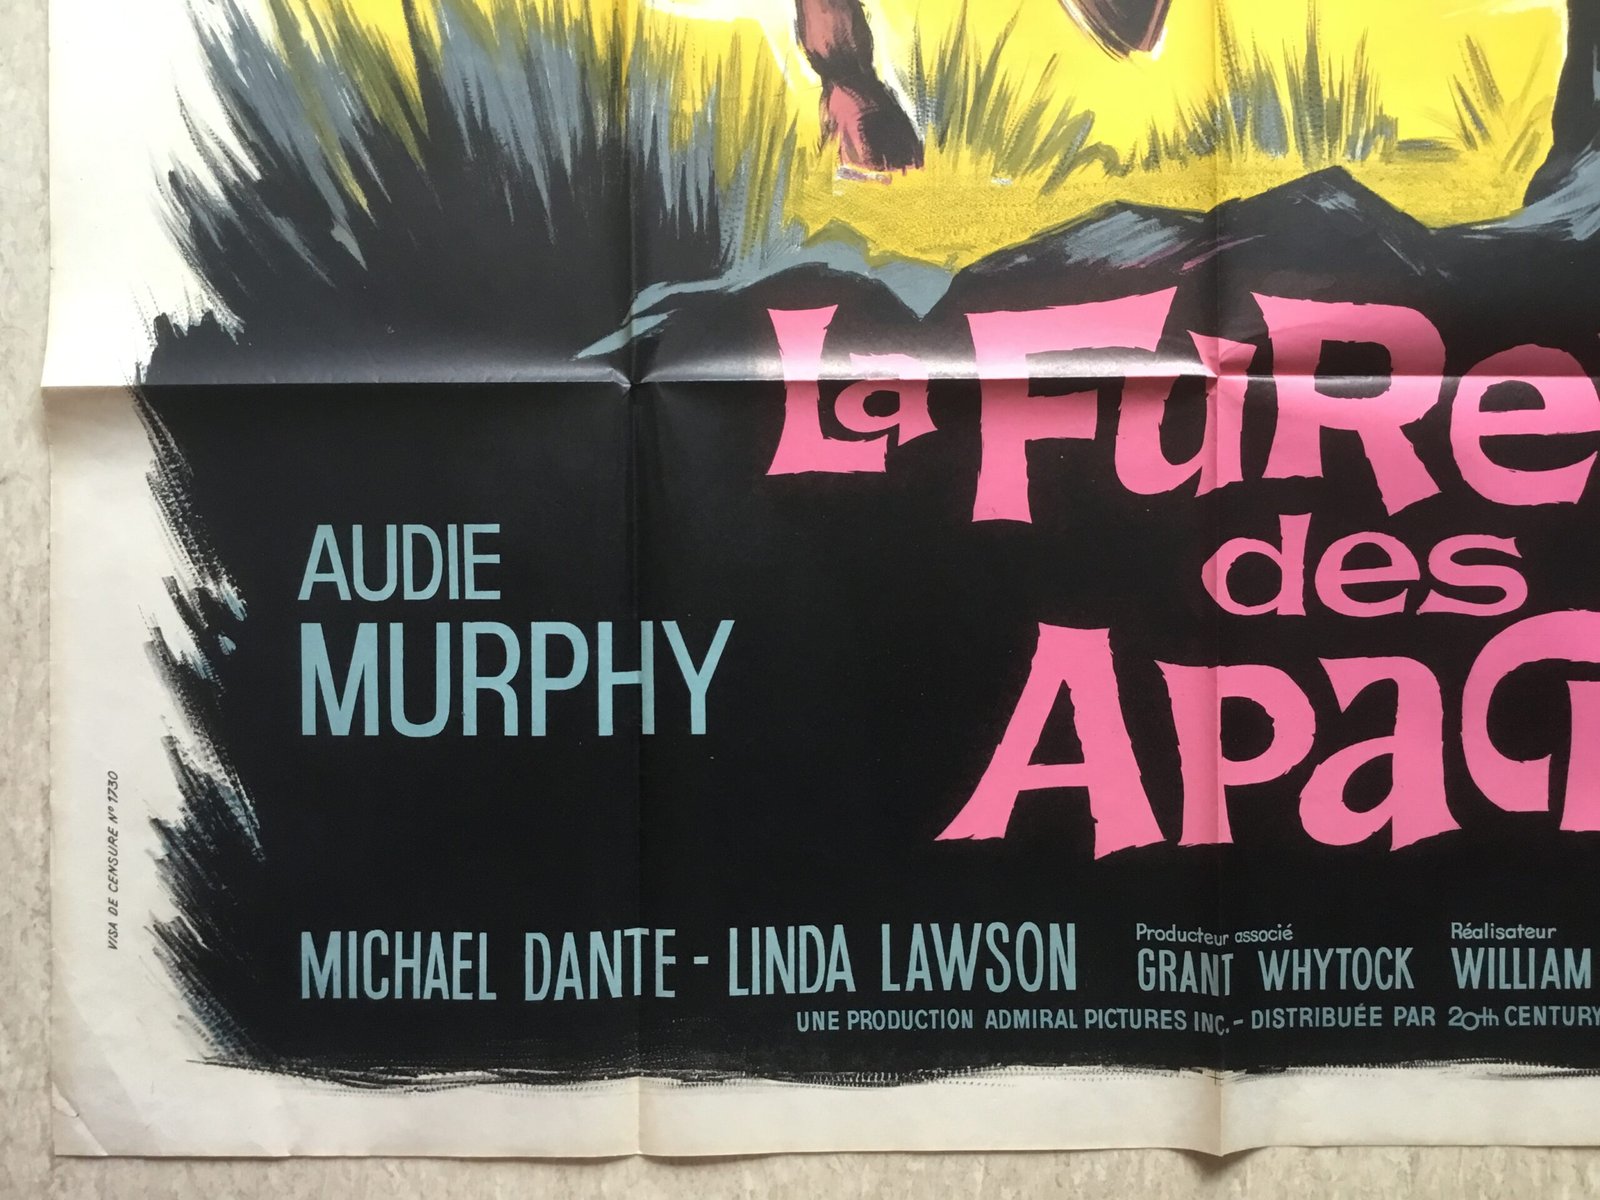 La FURe
des
APAC
AUDIE
MURPHY
VISA DE CENSURE Nº 1730
MICHAEL DANTE - LINDA LAWSON
Producteur associé
GRANT WHYTOCK
Réalisateur
WILLIAM
UNE PRODUCTION ADMIRAL PICTURES INC. - DISTRIBUÉE PAR 20th CENTURY